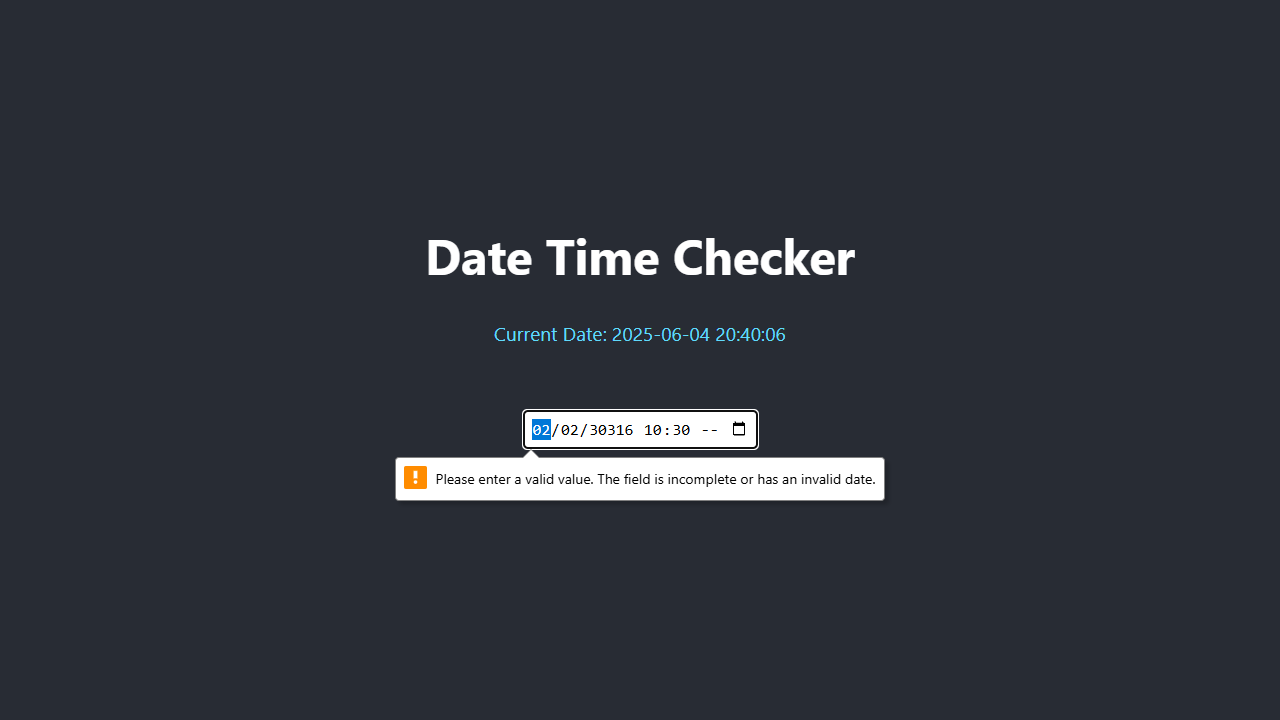 Date Time Checker
Current Date: 2025-06-04 20:40:06
02/02/30316 10:30 --
Please enter a valid value. The field is incomplete or has an invalid date.